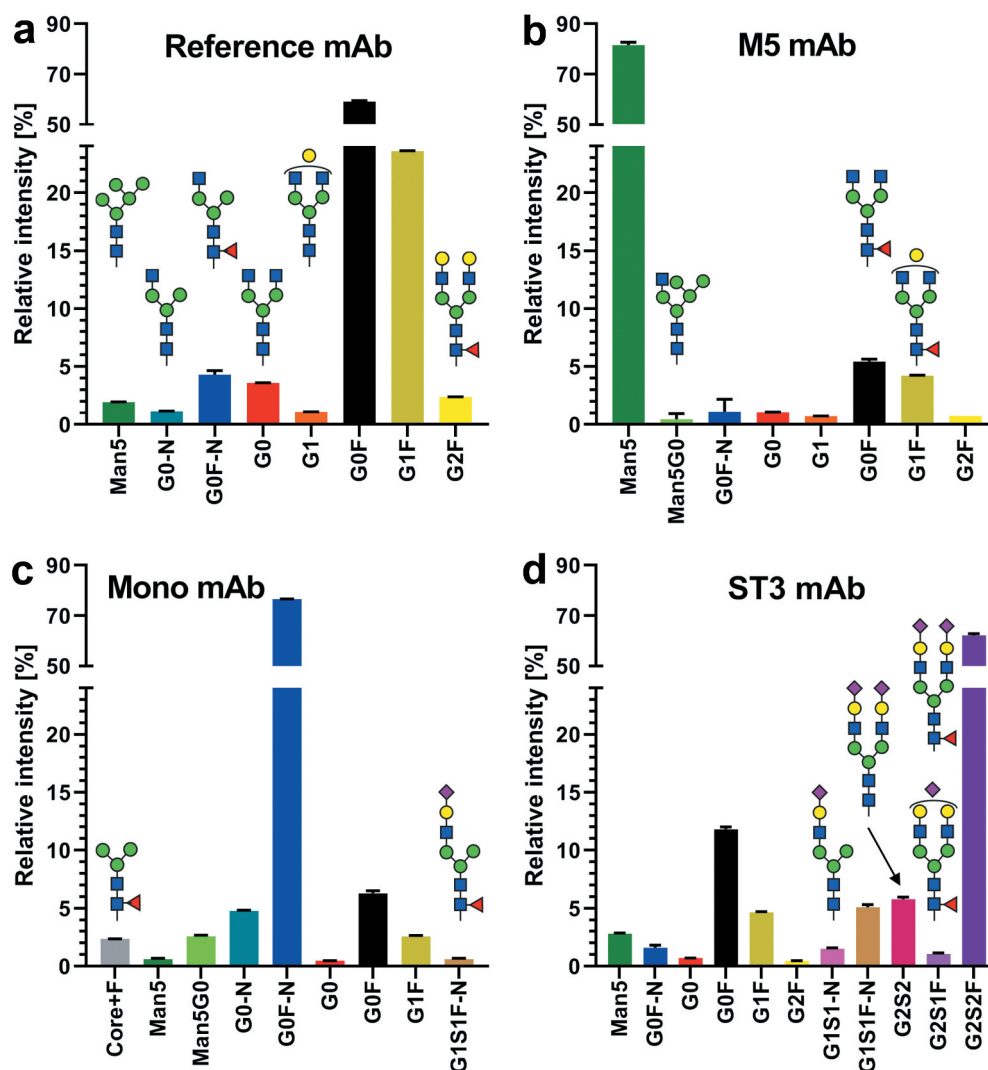 a
Reference mAb
Relative intensity [%]
90
70
50
20
15
10
5
0
Man5
G0-N
G0F-N
G0
G1
G0F
G1F
G2F
b
M5 mAb
Relative intensity [%]
90
70
50
20
15
10
5
0
Man5
Man5G0
G0F-N
G0
G1
G0F
G1F
G2F
c
Mono mAb
Relative intensity [%]
90
70
50
20
15
10
5
0
Core+F
Man5
Man5G0
G0-N
G0F-N
G0
G0F
G1F
G1S1F-N
d
ST3 mAb
Relative intensity [%]
90
70
50
20
15
10
5
0
Man5
G0F-N
G0
G0F
G1F
G2F
G1S1-N
G1S1F-N
G2S2
G2S1F
G2S2F